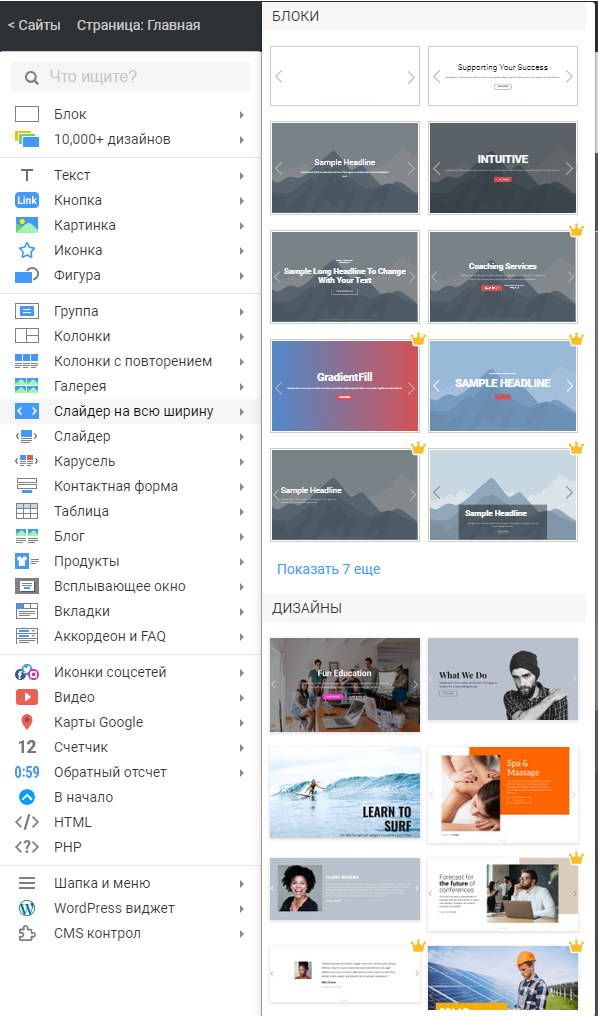 < Сайты Страница: Главная
Что ищите?
Блок
10,000+ дизайнов
Текст
Link Кнопка
Картинка
Иконка
Фигура
Группа
Колонки
Колонки с повторением
Галерея
Слайдер на всю ширину
Слайдер
Карусель
Контактная форма
Таблица
Блог
Продукты
Всплывающее окно
Вкладки
Аккордеон и FAQ
Иконки соцсетей
Видео
Карты Google
12 Счетчик
0:59 Обратный отсчет
В начало
HTML
PHP
Шапка и меню
WordPress виджет
CMS контрол
БЛОКИ
Supporting Your Success
Sample Headline
INTUITIVE
Sample Long Headline To Change
With Your Text
Coaching Services
GradientFill
SAMPLE HEADLINE
Sample Headline
Sample Headline
Показать 7 еще
ДИЗАЙНЫ
Fun Education
What We Do
LEARN TO
SURF
Spa &
Massage
CLIENT REVIEWS
Forecast for
the future of
conferences